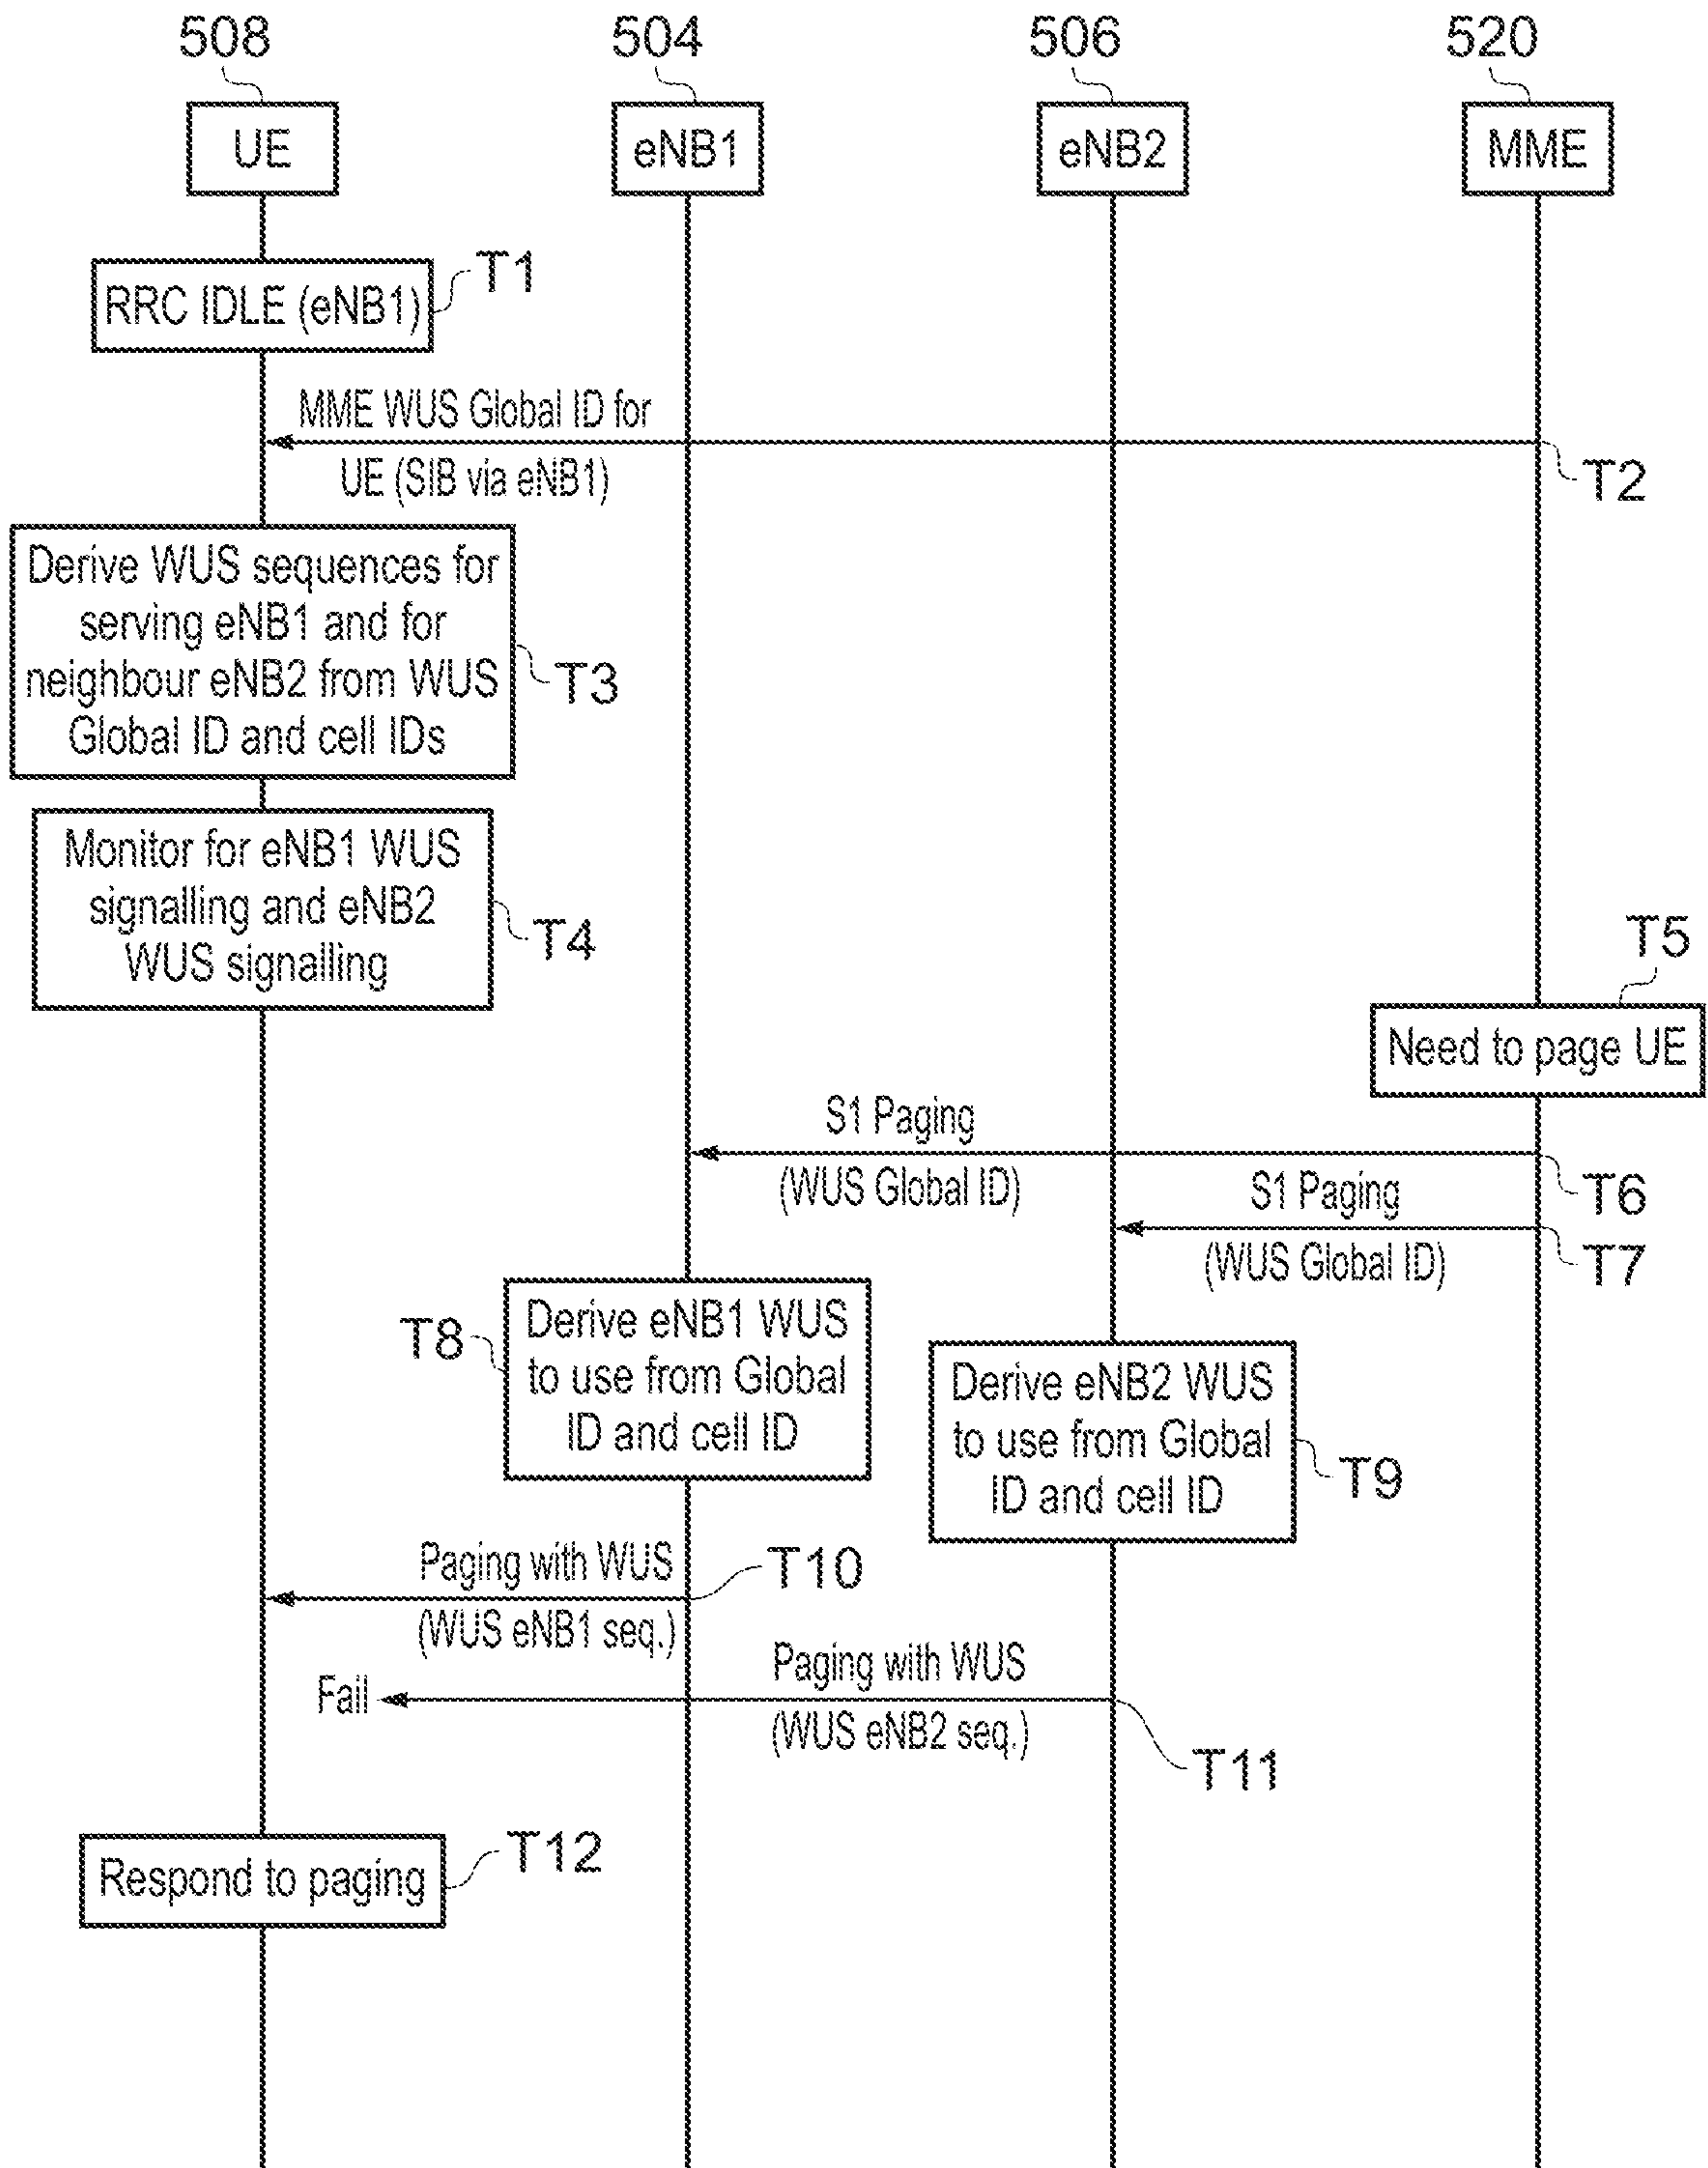 508
504
506
520
UE
eNB1
eNB2
MME
T1
RRC IDLE (eNB1)
MME WUS Global ID for
UE (SIB via eNB1)
T2
Derive WUS sequences for
serving eNB1 and for
neighbour eNB2 from WUS
Global ID and cell IDs
T3
Monitor for eNB1 WUS
signalling and eNB2
WUS signalling
T4
T5
Need to page UE
S1 Paging
(WUS Global ID)
T6
S1 Paging
(WUS Global ID)
T7
T8
Derive eNB1 WUS
to use from Global
ID and cell ID
Derive eNB2 WUS
to use from Global
ID and cell ID
T9
Paging with WUS
(WUS eNB1 seq.)
T10
Paging with WUS
(WUS eNB2 seq.)
Fail
T11
T12
Respond to paging